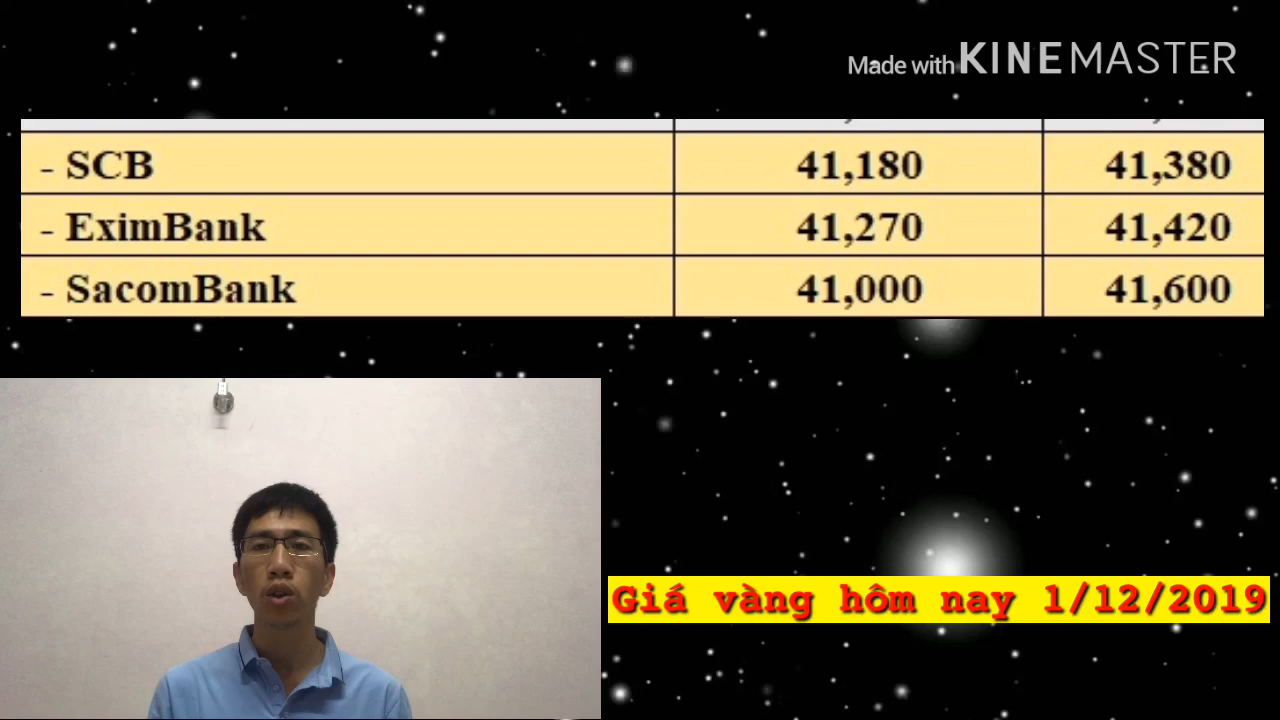 Made with KINEMASTER
- SCB 41,180 41,380
- EximBank 41,270 41,420
- SacomBank 41,000 41,600
Giá vàng hôm nay 1/12/2019